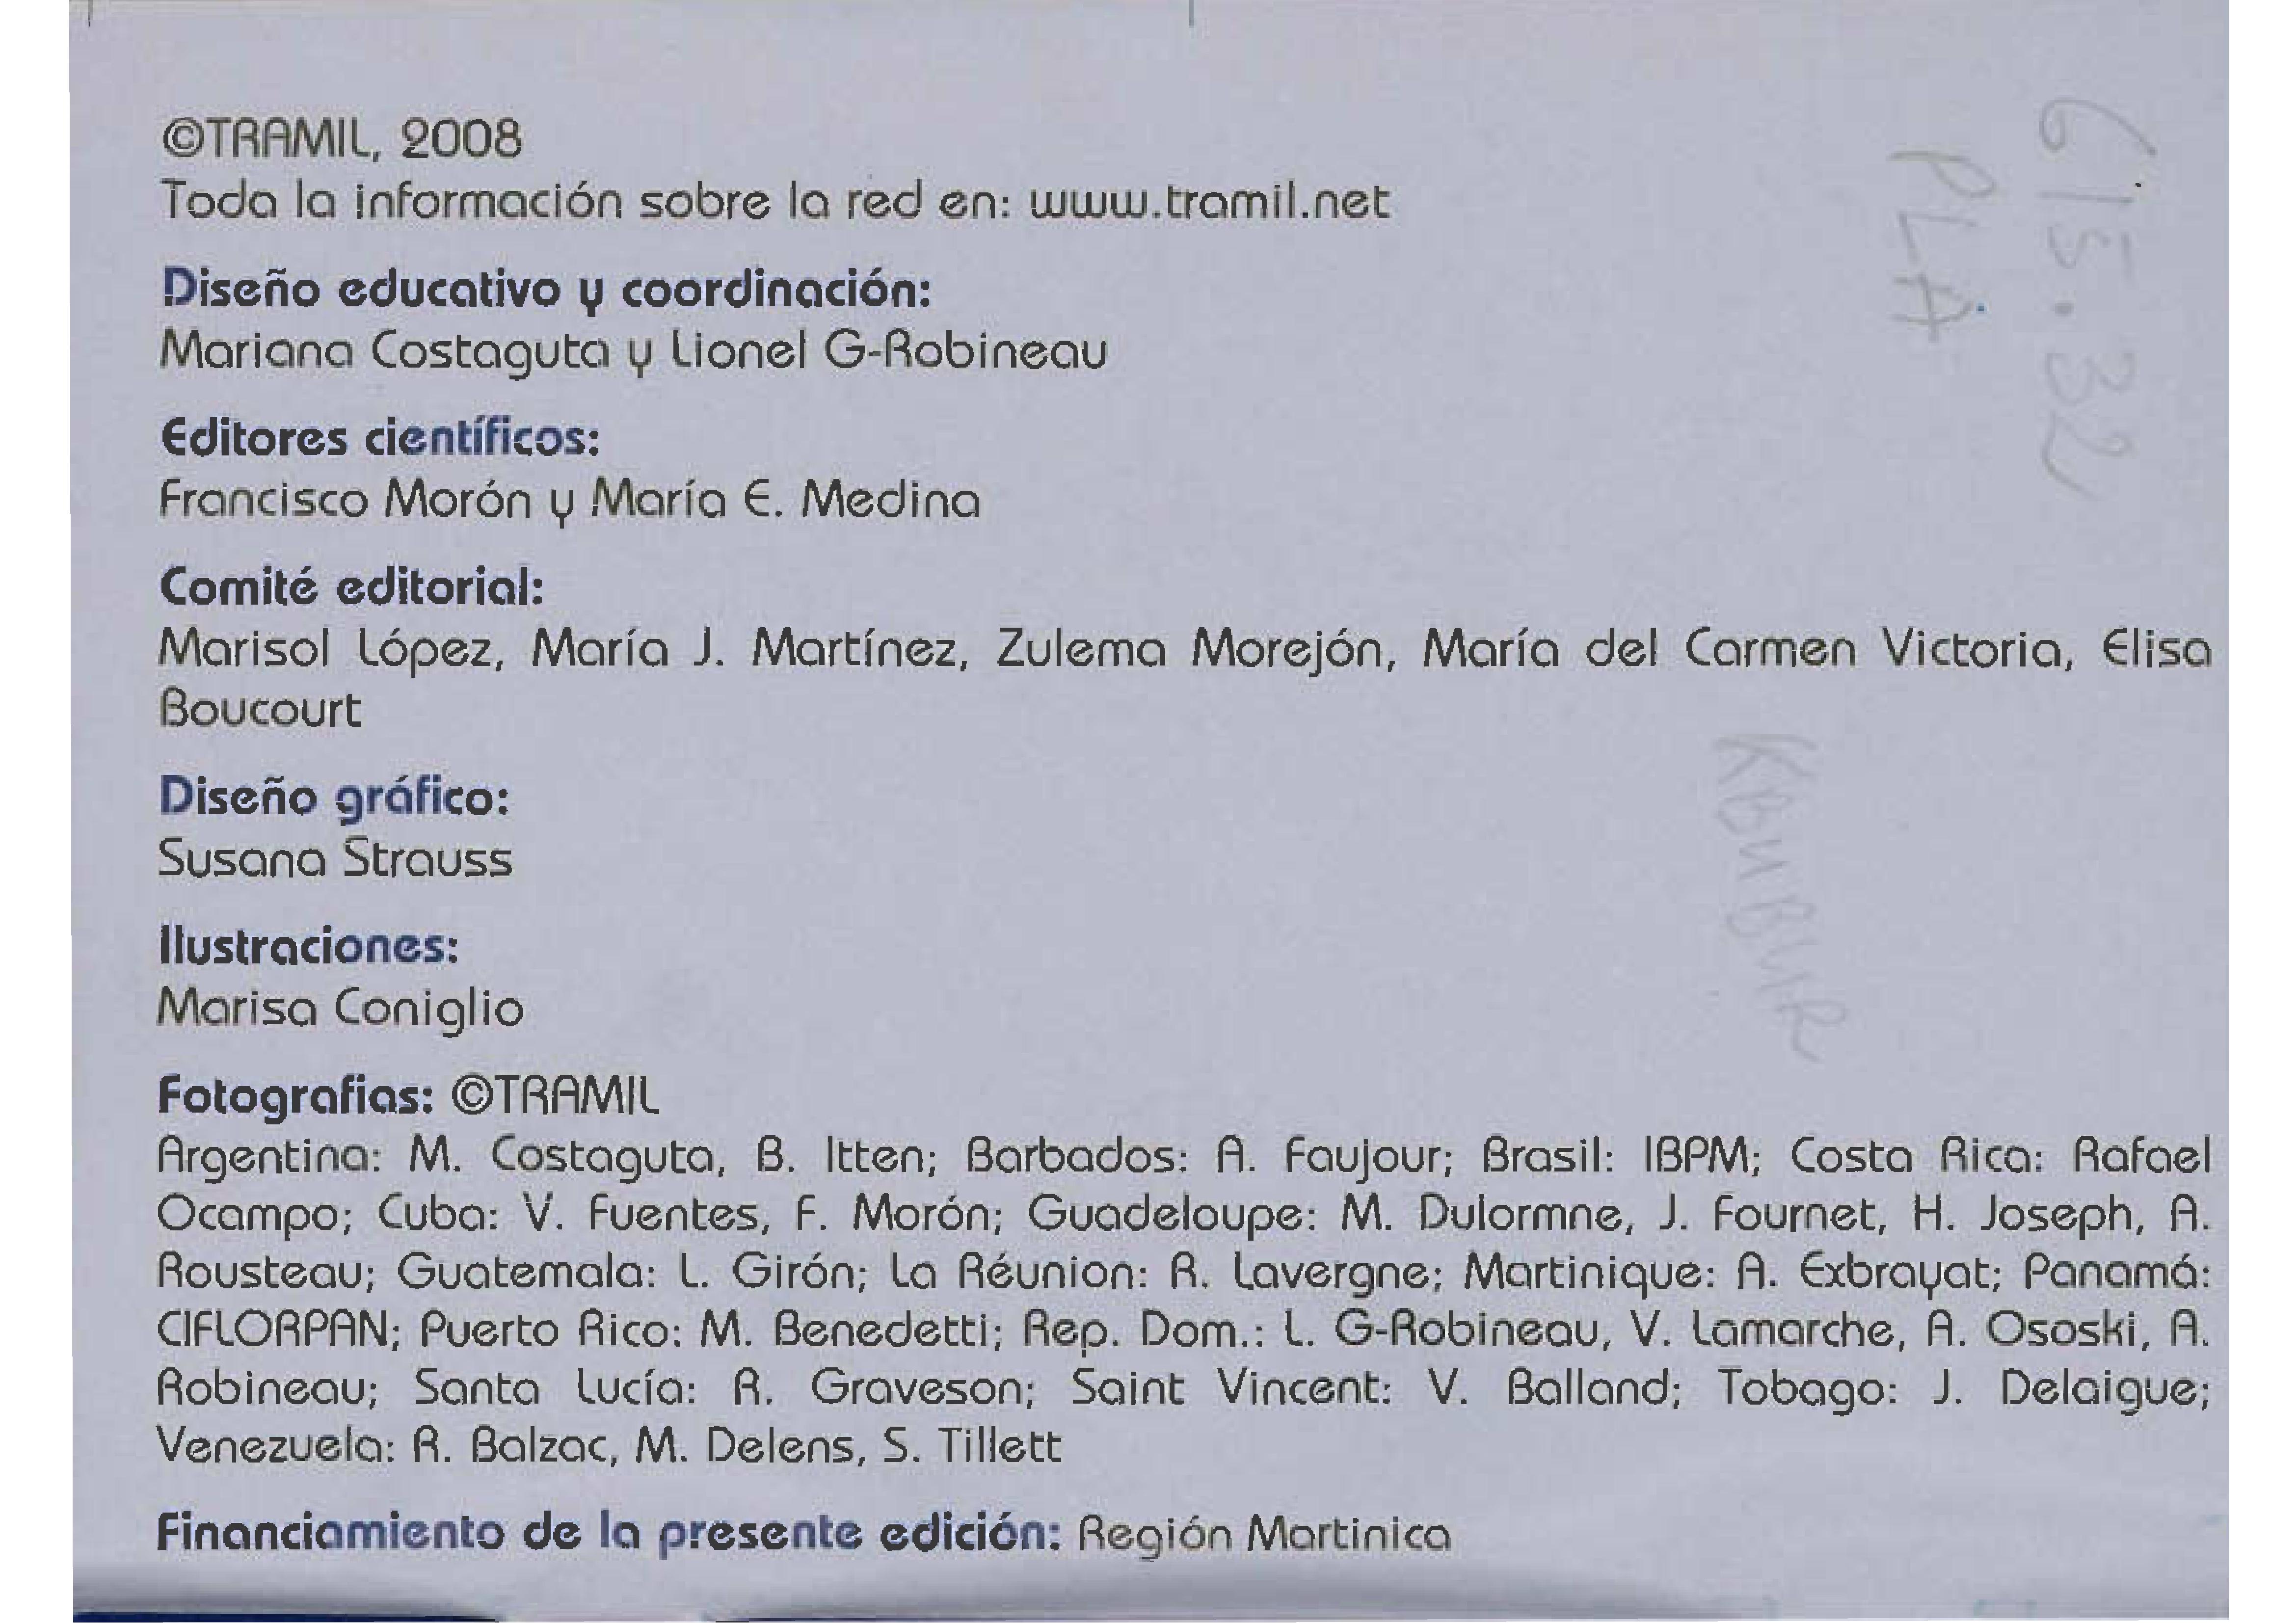 ©TRAMIL, 2008
Toda la información sobre la red en: www.tramil.net
Diseño educativo y coordinación:
Mariana Costaguta y Lionel G-Robineau
Editores científicos:
Francisco Morón y María E. Medina
Comité editorial:
Marisol López, María J. Martínez, Zulema Morejón, María del Carmen Victoria, Elisa
Boucourt
Diseño gráfico:
Susana Strauss
Ilustraciones:
Marisa Coniglio
Fotografias: ©TRAMIL
Argentina: M. Costaguta, B. Itten; Barbados: A. Faujour; Brasil: IBPM; Costa Rica: Rafael
Ocampo; Cuba: V. Fuentes, F. Morón; Guadeloupe: M. Dulormne, J. Fournet, H. Joseph, A.
Rousteau; Guatemala: L. Girón; La Réunion: R. Lavergne; Martinique: A. Exbrayat; Panamá:
CIFLORPAN; Puerto Rico: M. Benedetti; Rep. Dom.: L. G-Robineau, V. Lamarche, A. Ososki, A.
Robineau; Santa Lucía: R. Graveson; Saint Vincent: V. Balland; Tobago: J. Delaigue;
Venezuela: R. Balzac, M. Delens, S. Tillett
Financiamiento de la presente edición: Región Martinica
615.32
PLA